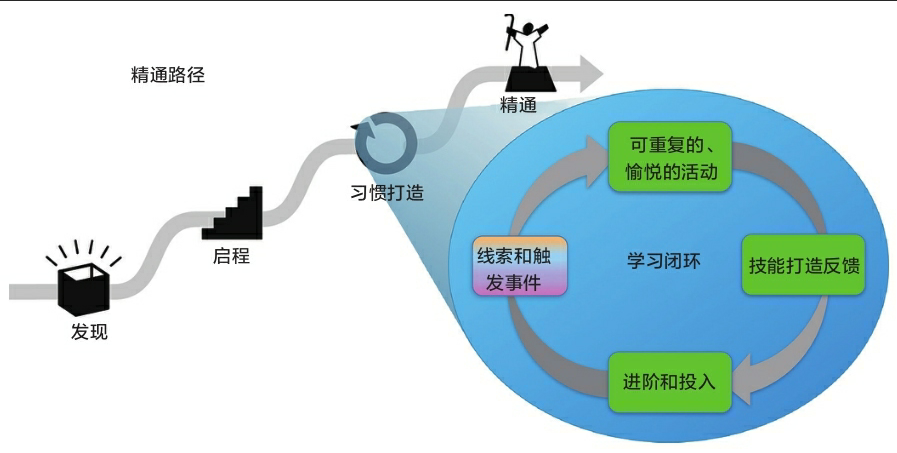 精通路径
精通
习惯打造
启程
发现
可重复的、
愉悦的活动
线索和触
发事件
学习闭环
技能打造反馈
进阶和投入